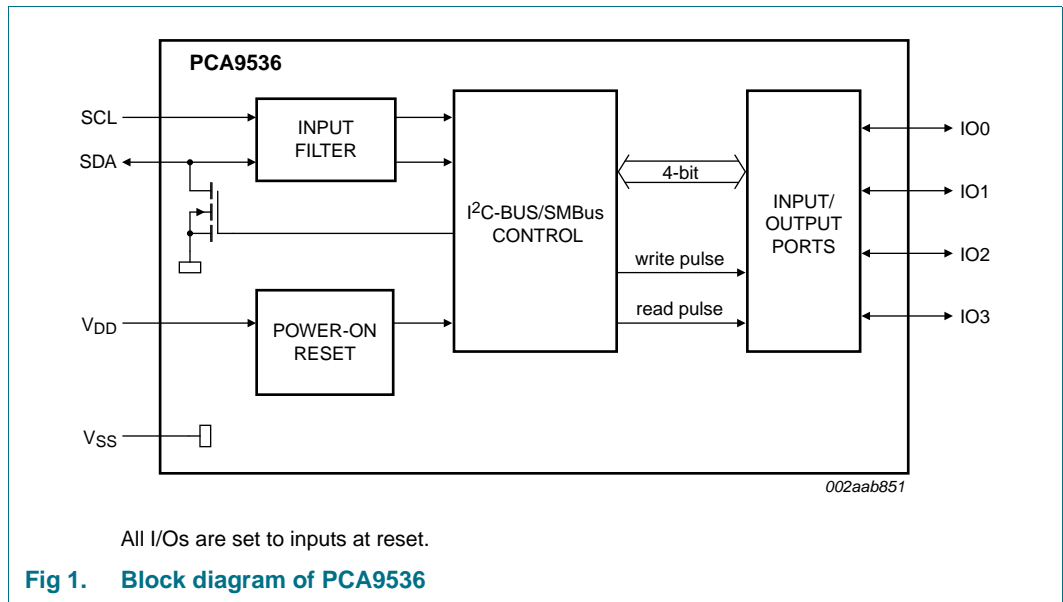 PCA9536
SCL
SDA
INPUT
FILTER
I²C-BUS/SMBus
CONTROL
4-bit
write pulse
read pulse
INPUT/
OUTPUT
PORTS
IO0
IO1
IO2
IO3
VDD
POWER-ON
RESET
VSS
002aab851
All I/Os are set to inputs at reset.
Fig 1. Block diagram of PCA9536